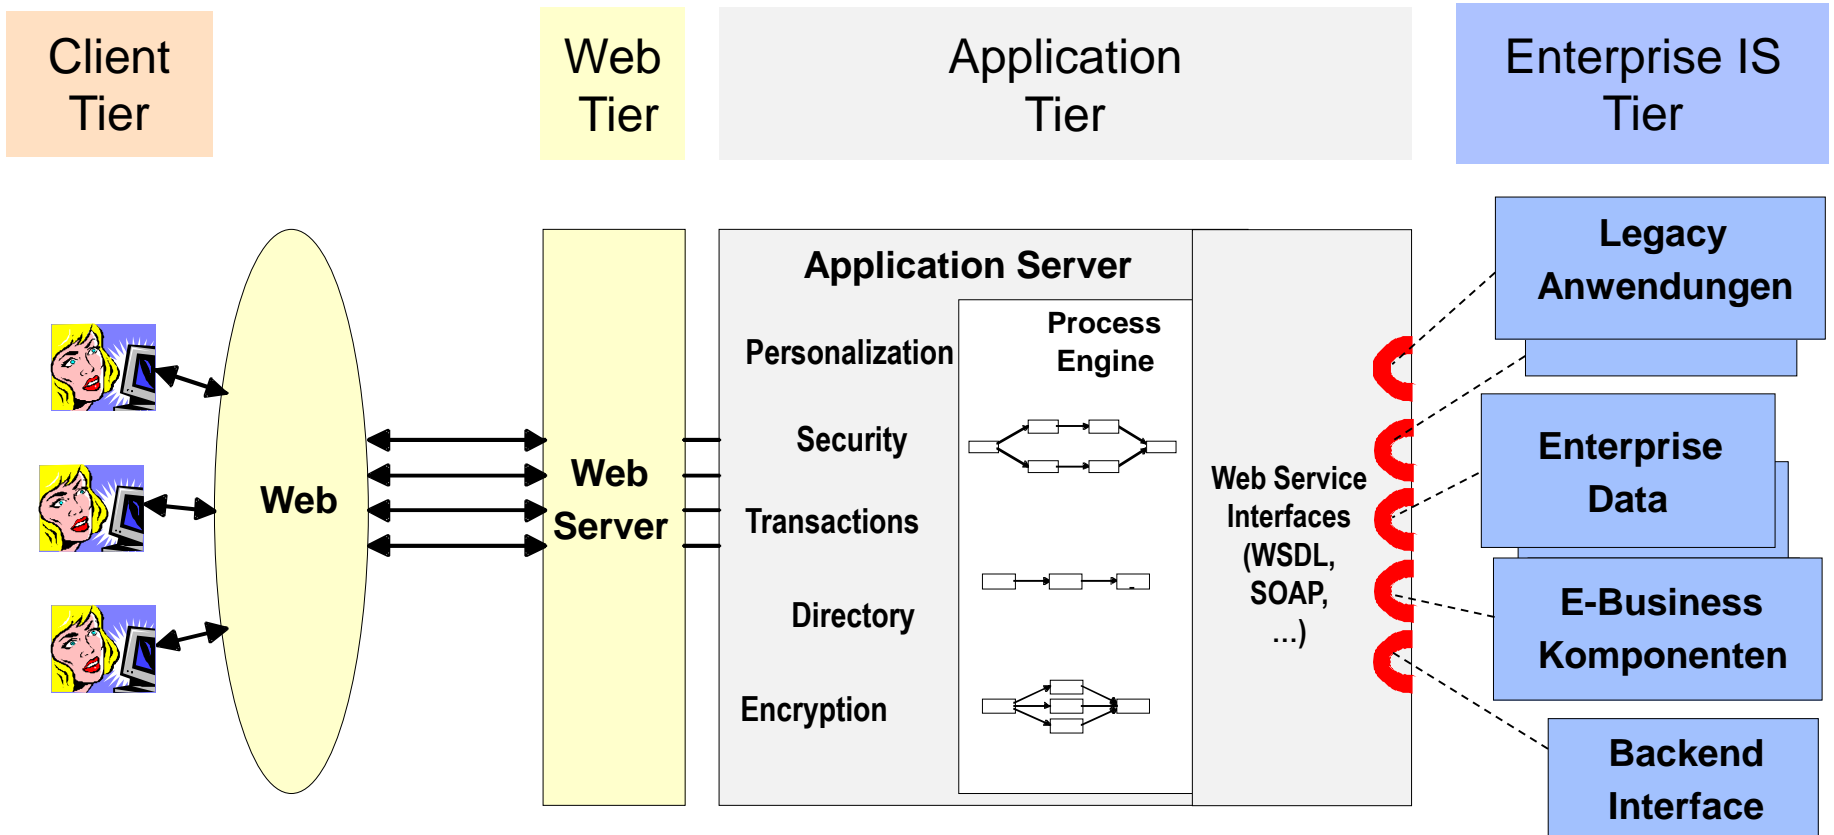 Client
Tier
Web
Tier
Application
Tier
Enterprise IS
Tier
Web
Web
Server
Application Server
Personalization
Security
Transactions
Directory
Encryption
Process
Engine
Web Service
Interfaces
(WSDL,
SOAP,
...)
Legacy
Anwendungen
Enterprise
Data
E-Business
Komponenten
Backend
Interface